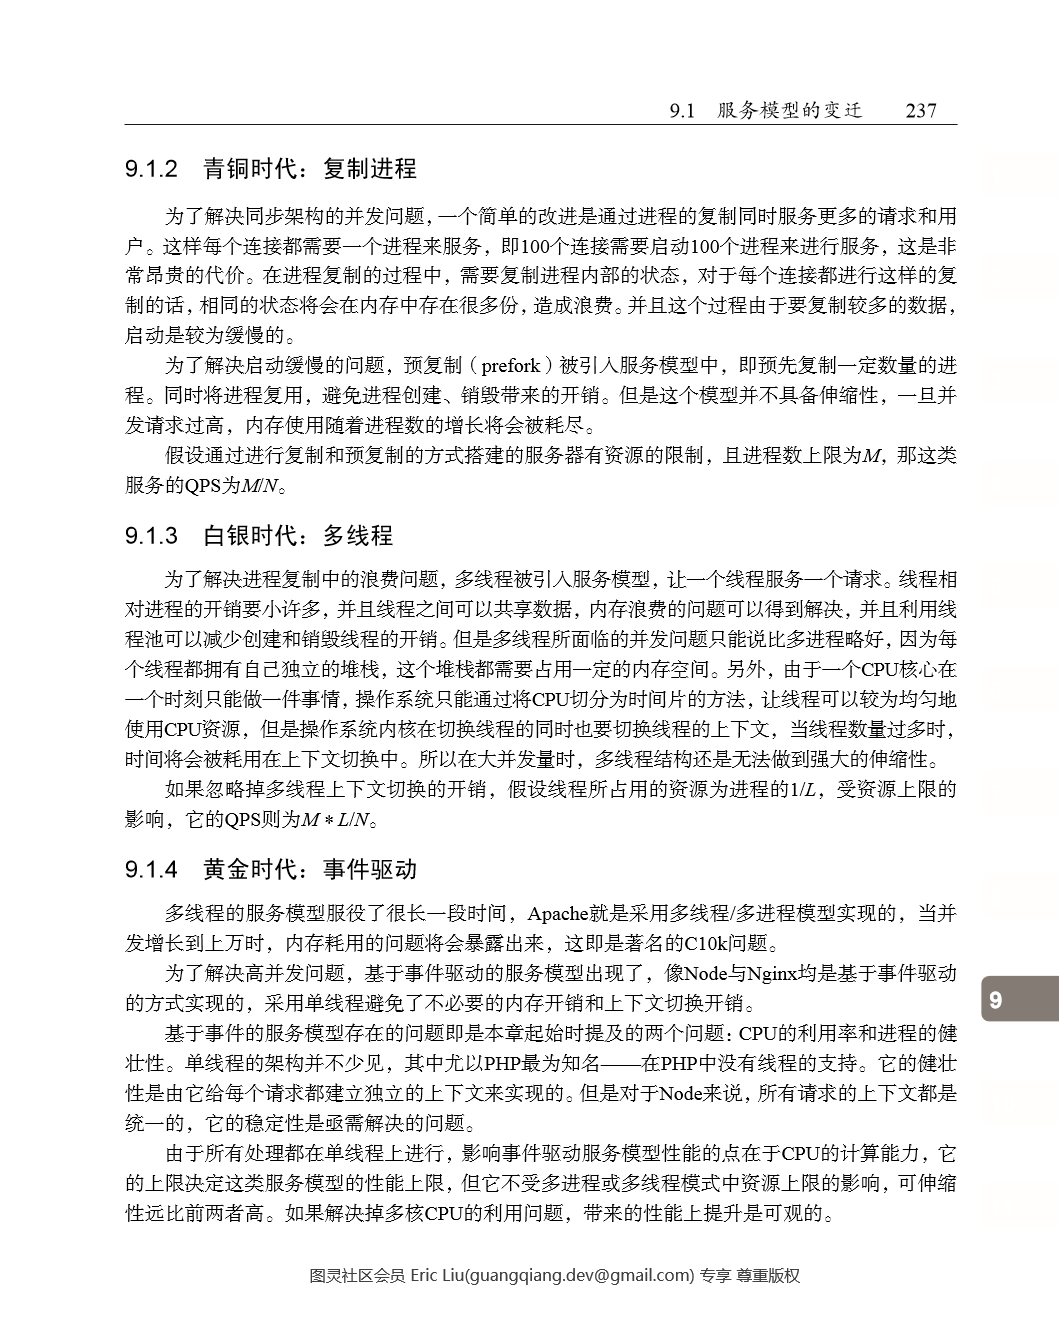 9.1 服务模型的变迁 237
9.1.2 青铜时代：复制进程
为了解决同步架构的并发问题，一个简单的改进是通过进程的复制同时服务更多的请求和用
户。这样每个连接都需要一个进程来服务，即100个连接需要启动100个进程来进行服务，这是非
常昂贵的代价。在进程复制的过程中，需要复制进程内部的状态，对于每个连接都进行这样的复
制的话，相同的状态将会在内存中存在很多份，造成浪费。并且这个过程由于要复制较多的数据，
启动是较为缓慢的。
为了解决启动缓慢的问题，预复制（prefork）被引入服务模型中，即预先复制一定数量的进
程。同时将进程复用，避免进程创建、销毁带来的开销。但是这个模型并不具备伸缩性，一旦并
发请求过高，内存使用随着进程数的增长将会被耗尽。
假设通过进行复制和预复制的方式搭建的服务器有资源的限制，且进程数上限为M，那这类
服务的QPS为M/N。
9.1.3 白银时代：多线程
为了解决进程复制中的浪费问题，多线程被引入服务模型，让一个线程服务一个请求。线程相
对进程的开销要小许多，并且线程之间可以共享数据，内存浪费的问题可以得到解决，并且利用线
程池可以减少创建和销毁线程的开销。但是多线程所面临的并发问题只能说比多进程略好，因为每
个线程都拥有自己独立的堆栈，这个堆栈都需要占用一定的内存空间。另外，由于一个CPU核心在
一个时刻只能做一件事情，操作系统只能通过将CPU切分为时间片的方法，让线程可以较为均匀地
使用CPU资源，但是操作系统内核在切换线程的同时也要切换线程的上下文，当线程数量过多时，
时间将会被耗用在上下文切换中。所以在大并发量时，多线程结构还是无法做到强大的伸缩性。
如果忽略掉多线程上下文切换的开销，假设线程所占用的资源为进程的1/L，受资源上限的
影响，它的QPS则为M * L/N。
9.1.4 黄金时代：事件驱动
多线程的服务模型服役了很长一段时间，Apache就是采用多线程/多进程模型实现的，当并
发增长到上万时，内存耗用的问题将会暴露出来，这即是著名的C10k问题。
为了解决高并发问题，基于事件驱动的服务模型出现了，像Node与Nginx均是基于事件驱动
的方式实现的，采用单线程避免了不必要的内存开销和上下文切换开销。
9
基于事件的服务模型存在的问题即是本章起始时提及的两个问题：CPU的利用率和进程的健
壮性。单线程的架构并不少见，其中尤以PHP最为知名——在PHP中没有线程的支持。它的健壮
性是由它给每个请求都建立独立的上下文来实现的。但是对于Node来说，所有请求的上下文都是
统一的，它的稳定性是亟需解决的问题。
由于所有处理都在单线程上进行，影响事件驱动服务模型性能的点在于CPU的计算能力，它
的上限决定这类服务模型的性能上限，但它不受多进程或多线程模式中资源上限的影响，可伸缩
性远比前两者高。如果解决掉多核CPU的利用问题，带来的性能上提升是可观的。
图灵社区会员 Eric Liu(guangqiang.dev@gmail.com) 专享 尊重版权